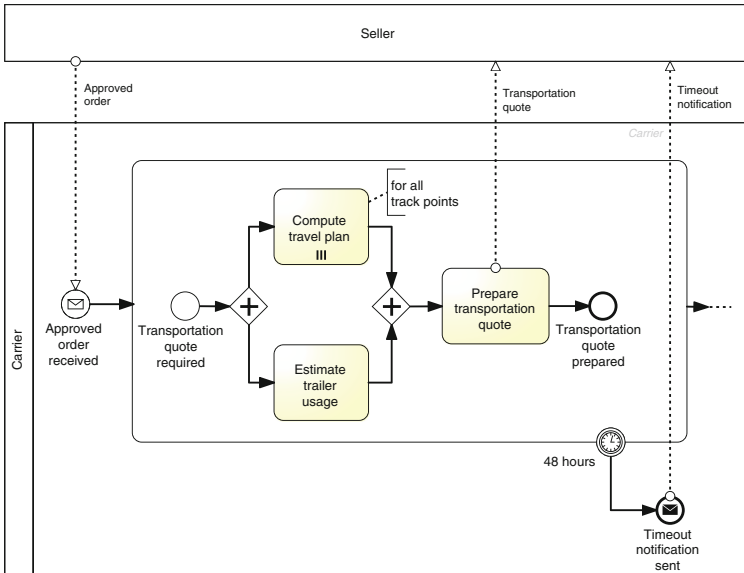 Seller
Approved
order
Transportation
quote
Timeout
notification
Carrier
Carrier
for all
track points
Compute
travel plan
Approved
order
received
Transportation
quote
required
Prepare
transportation
quote
Transportation
quote
prepared
Estimate
trailer
usage
48 hours
Timeout
notification
sent